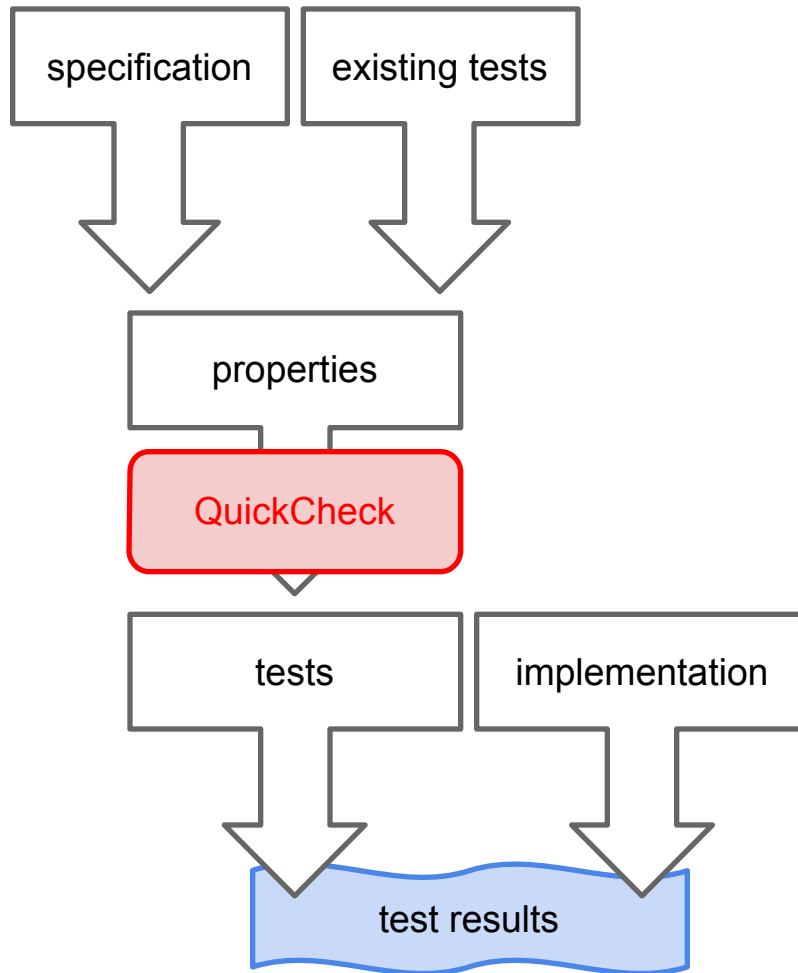 specification
existing tests
properties
QuickCheck
tests
implementation
test results